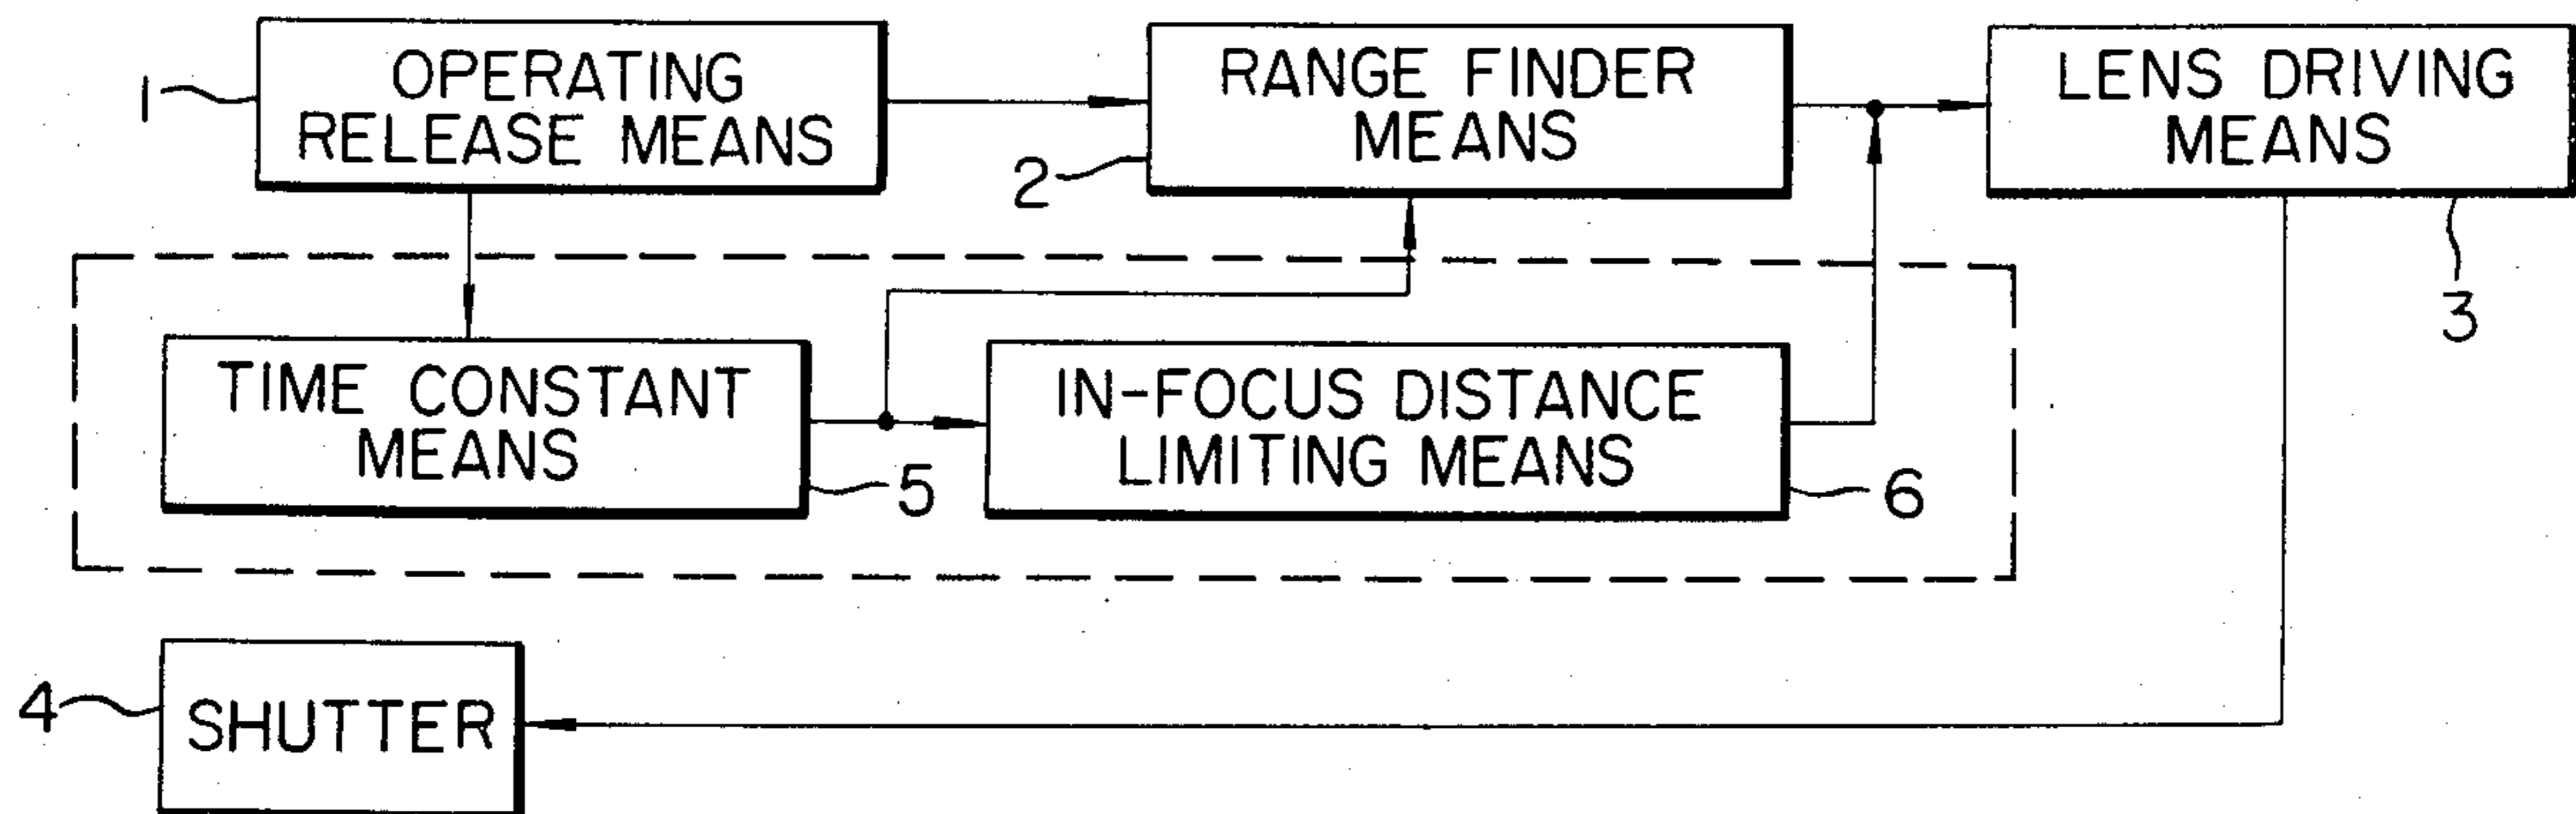 1
OPERATING
RELEASE MEANS
2
RANGE FINDER
MEANS
LENS DRIVING
MEANS
3
TIME CONSTANT
MEANS
5
IN-FOCUS DISTANCE
LIMITING MEANS
6
4
SHUTTER